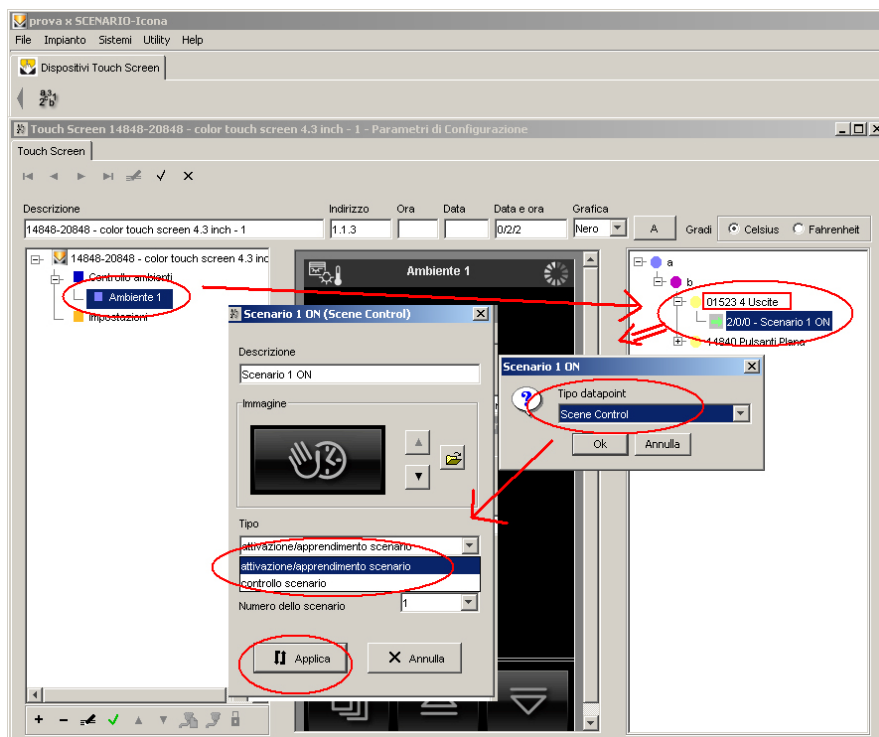 prova x SCENARIO-Icona
File Impianto Sistemi Utility Help
Dispositivi Touch Screen
Touch Screen 14848-20848 - color touch screen 4.3 inch - 1 - Parametri di Configurazione
Touch Screen
Descrizione Indirizzo Ora Data Data e ora Grafica
14848-20848 - color touch screen 4.3 inch - 1 1.1.3 0/2/2 Nero A Gradi Celsius Fahrenheit
14848-20848 - color touch screen 4.3 inc
Controllo ambienti
Ambiente 1
Impostazioni
Ambiente 1
a
b
01523 4 Uscite
2/0/0 - Scenario 1 ON
14840 Pulsanti Plana
Scenario 1 ON (Scene Control)
Descrizione
Scenario 1 ON
Immagine
Tipo
attivazione/apprendimento scenario
attivazione/apprendimento scenario
controllo scenario
Numero dello scenario 1
Applica Annulla
Scenario 1 ON
Tipo datapoint
Scene Control
Ok Annulla